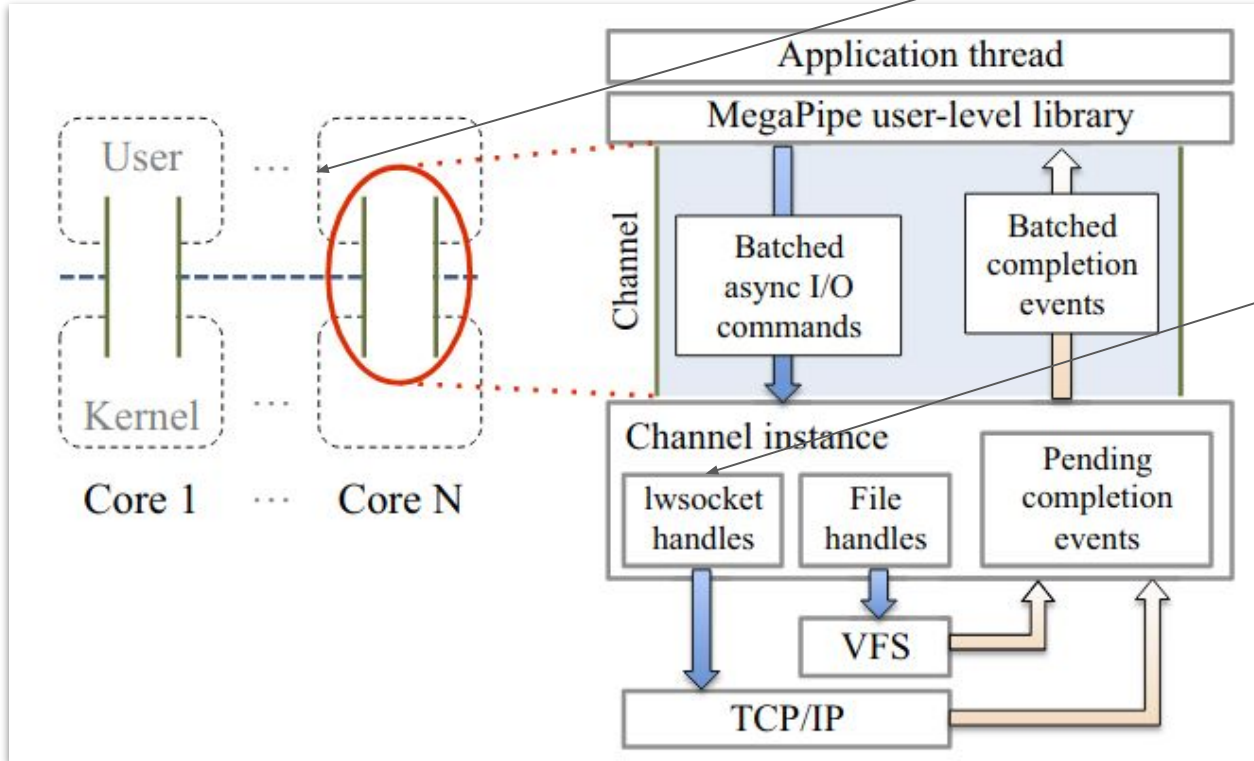 Application thread
MegaPipe user-level library
User
...
Kernel
...
Core 1
...
Core N
Channel
Batched
async I/O
commands
Batched
completion
events
Channel instance
lwsocket
handles
File
handles
Pending
completion
events
VFS
TCP/IP